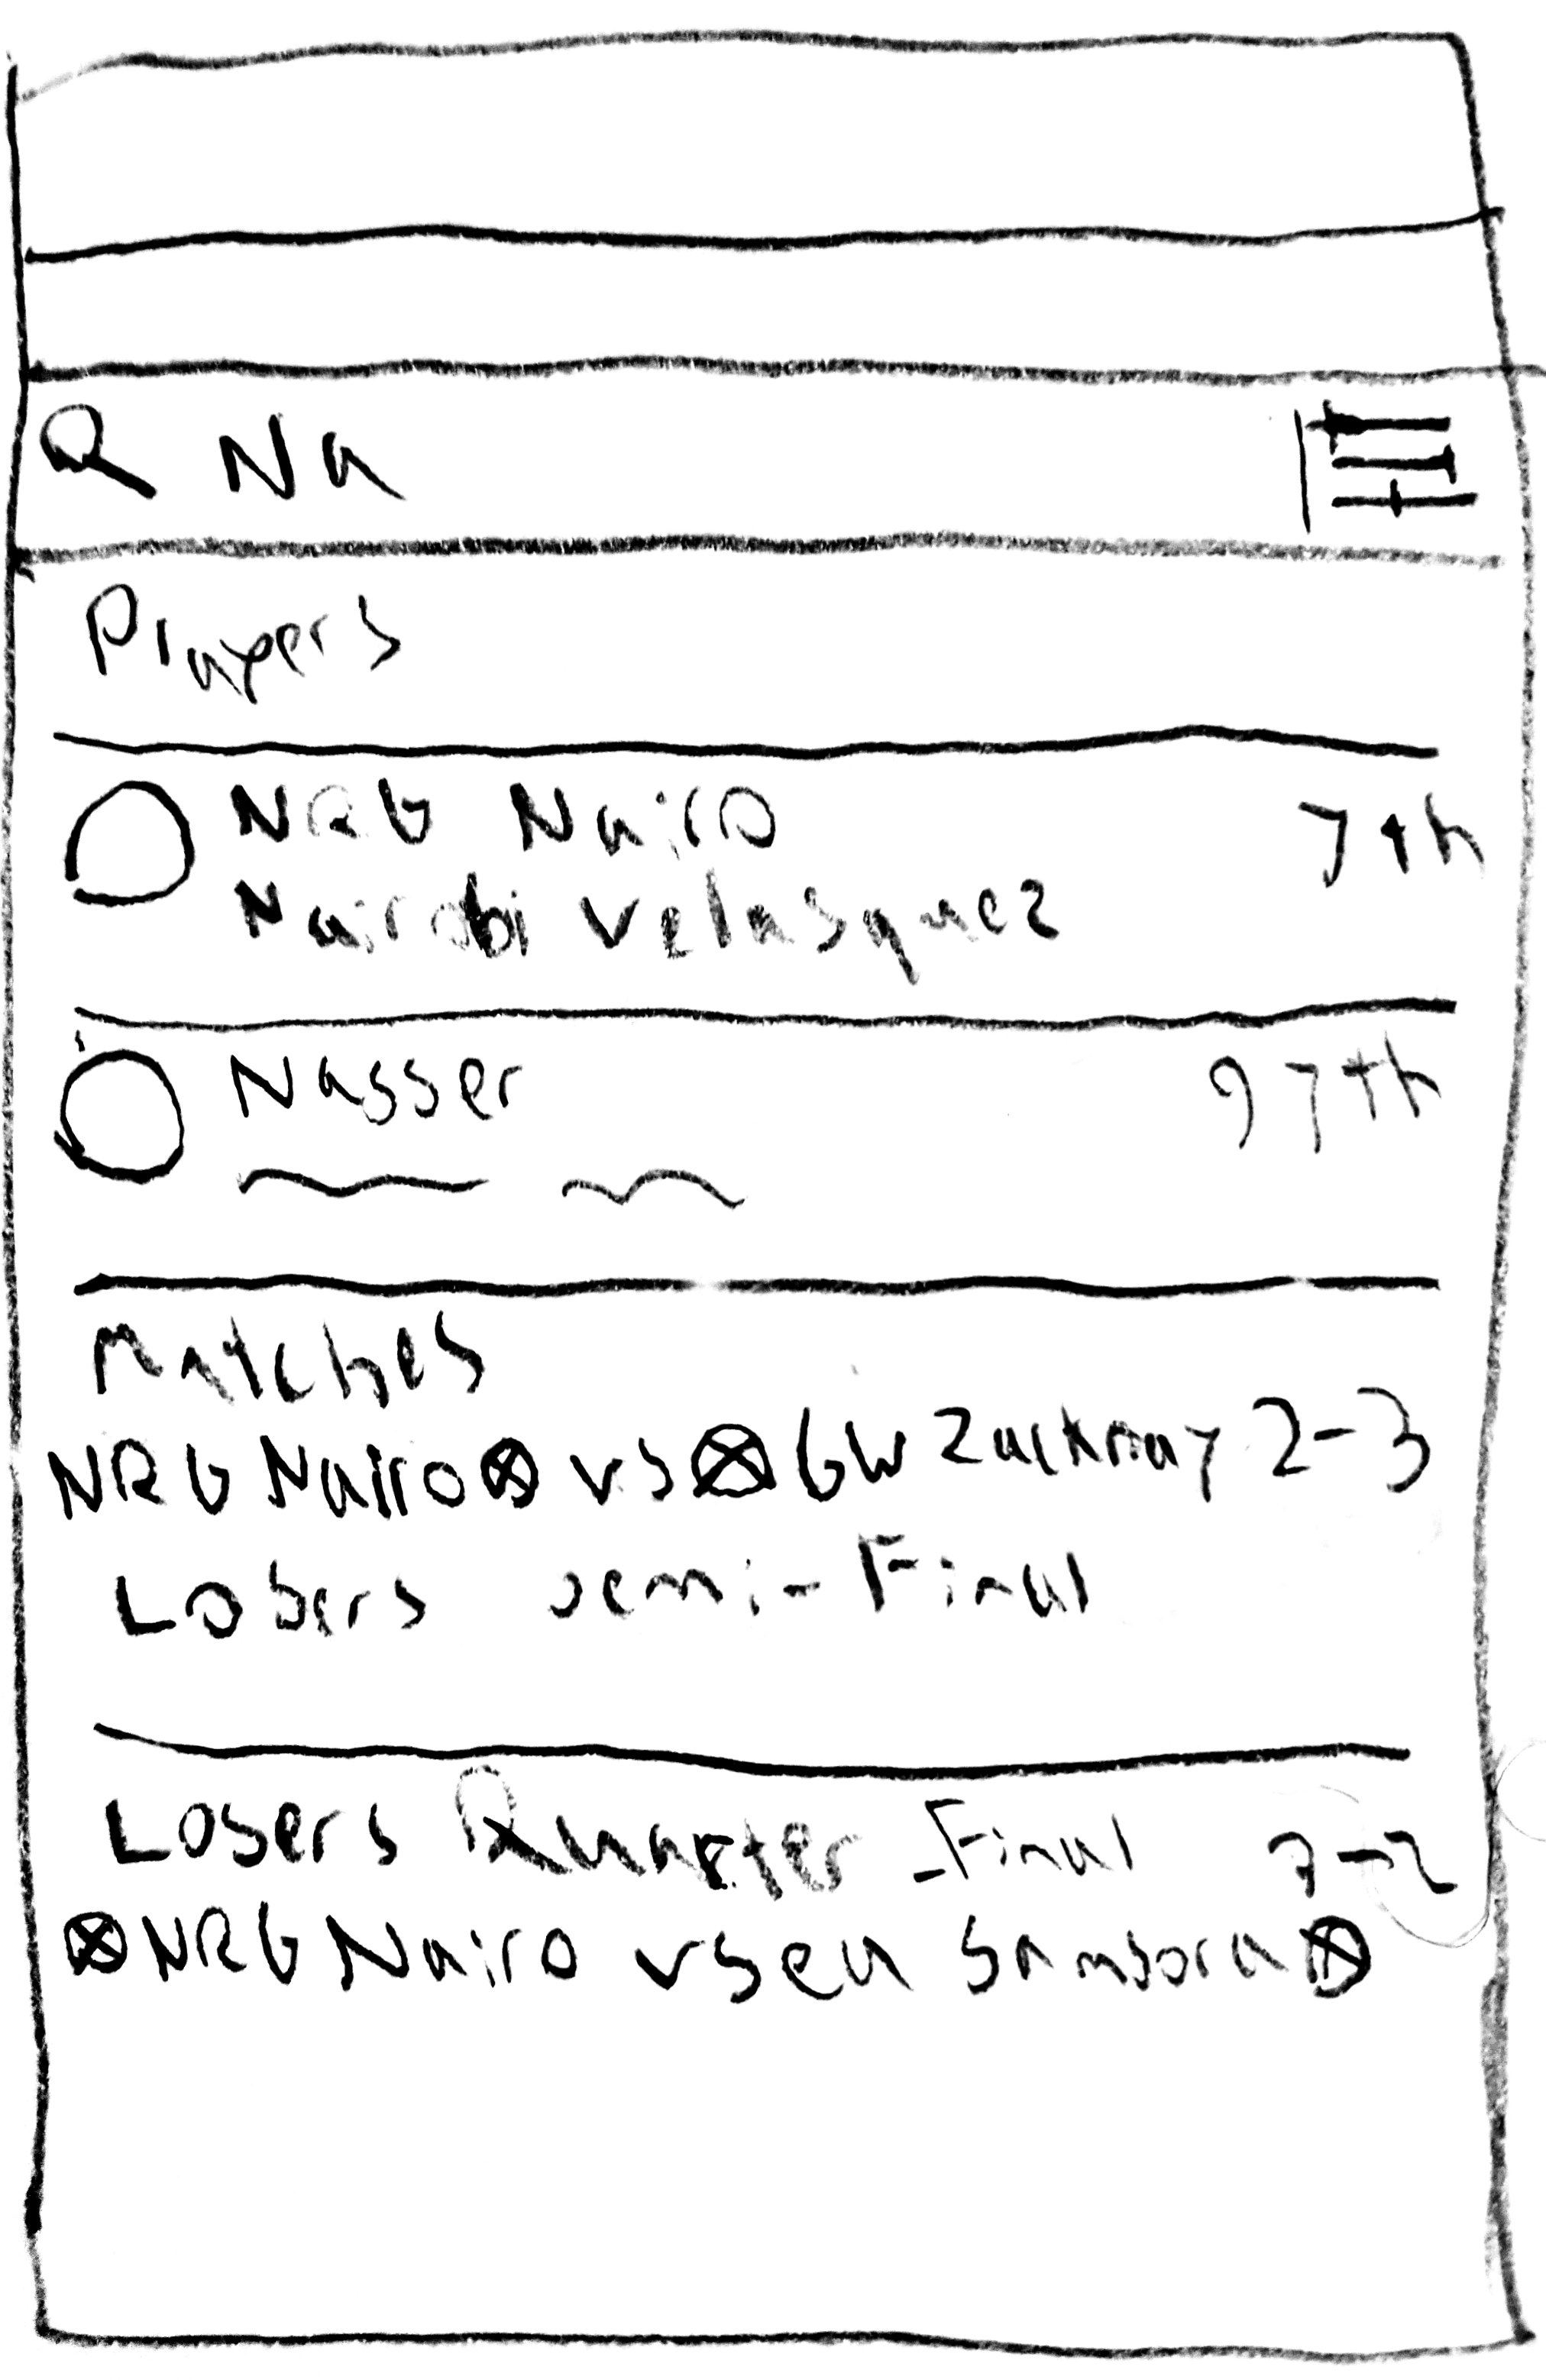 Na
Players
NRG Nairo 7th
Nairobi Velasquez
Nasser 97th
Matches
NRG Nairo vs GW Zackray 2-3
Losers semi-Final
Losers Quarter-Final 3-2
NRG Nairo vs en Samsora